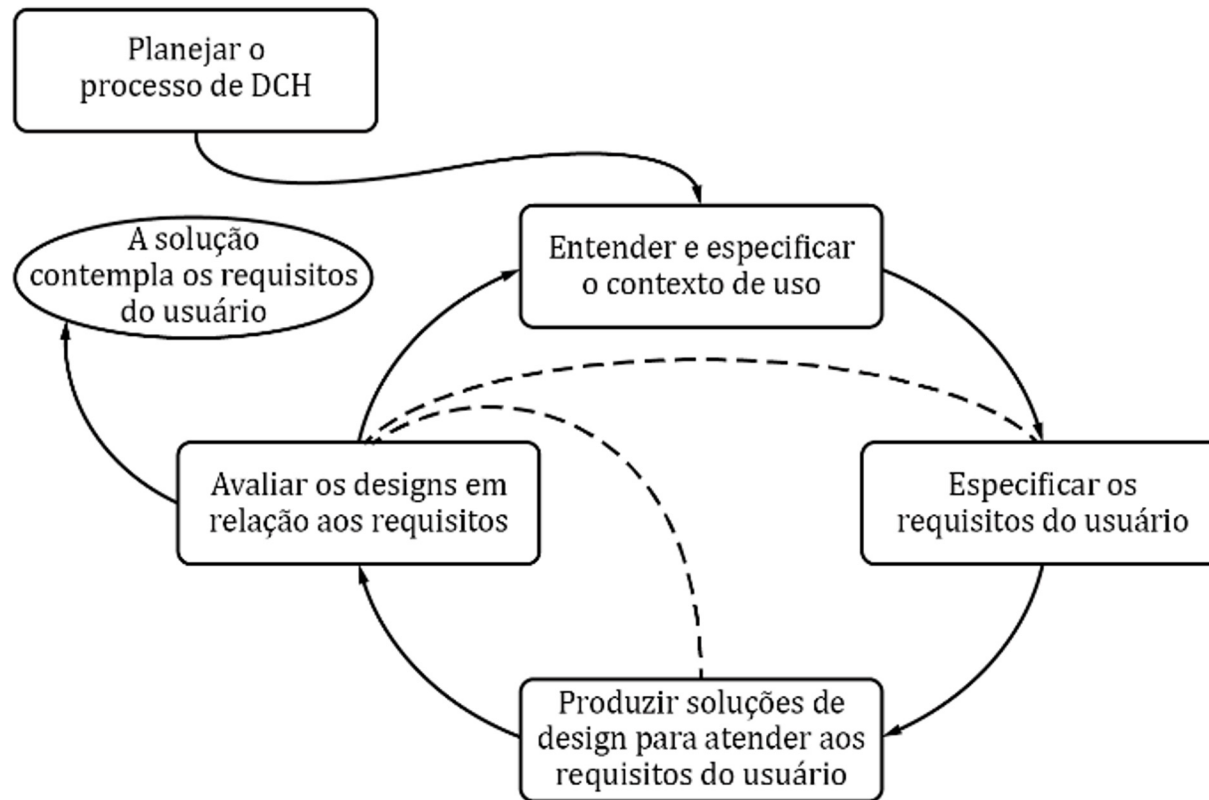 Planejar o
processo de DCH
A solução
contempla os requisitos
do usuário
Entender e especificar
o contexto de uso
Avaliar os designs em
relação aos requisitos
Especificar os
requisitos do usuário
Produzir soluções de
design para atender aos
requisitos do usuário